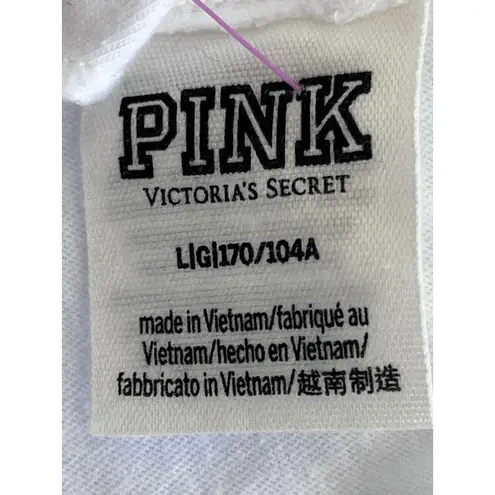 PINK
VICTORIA'S SECRET
L|G|170/104A
made in Vietnam/fabriqué au
Vietnam/hecho en Vietnam/
fabbricato in Vietnam/越南制造